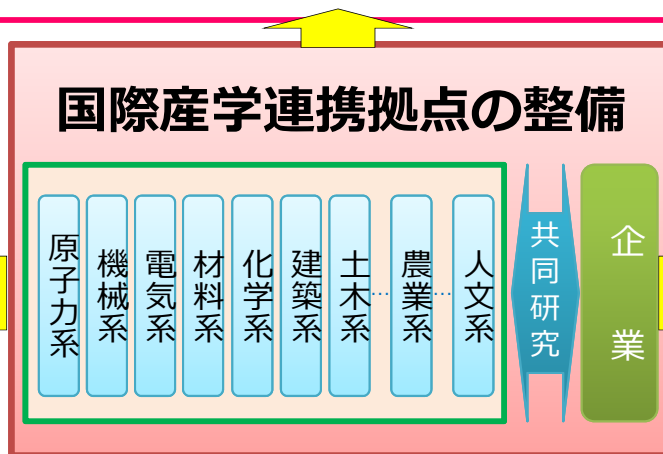 国際産学連携拠点の整備
原子力系
機械系
電気系
材料系
化学系
建築系
土木系
…
農業系
…
人文系
共同研究
企業